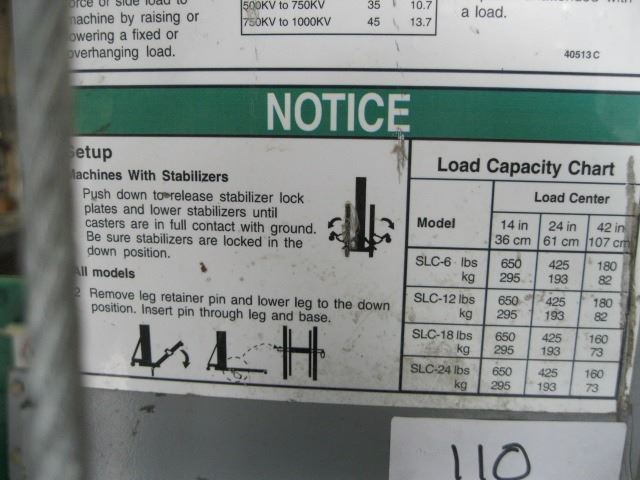 force or side load to
machine by raising or
lowering a fixed or
overhanging load.
500KV to 750KV 35 10.7
750KV to 1000KV 45 13.7
with
a load.
40513 C
NOTICE
Setup
Machines With Stabilizers
Push down to release stabilizer lock
plates and lower stabilizers until
casters are in full contact with ground.
Be sure stabilizers are locked in the
down position.
All models
2 Remove leg retainer pin and lower leg to the down
position. Insert pin through leg and base.
Load Capacity Chart
Load Center
Model 14 in 24 in 42 in
36 cm 61 cm 107 cm
SLC-6 lbs 650 425 180
kg 295 193 82
SLC-12 lbs 650 425 180
kg 295 193 82
SLC-18 lbs 650 425 160
kg 295 193 73
SLC-24 lbs 650 425 160
kg 295 193 73
110